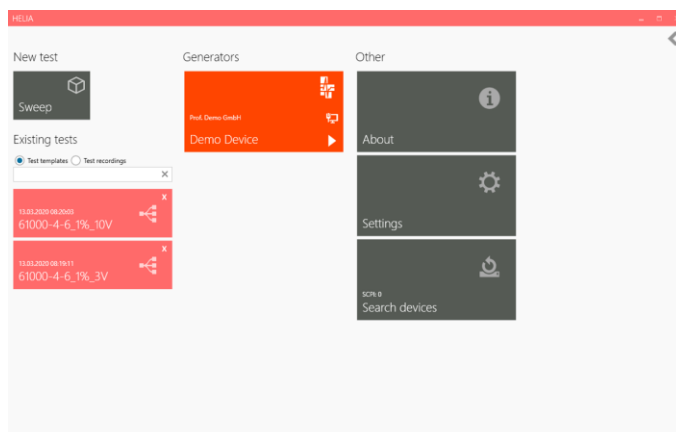 HELIA
New test
Sweep
Existing tests
Test templates
Test recordings
X
13.03.2020 08:20:03
61000-4-6_1%_10V
X
13.03.2020 08:19:11
61000-4-6_1%_3V
Generators
Prof. Demo GmbH
Demo Device
Other
About
Settings
SCPI: 0
Search devices